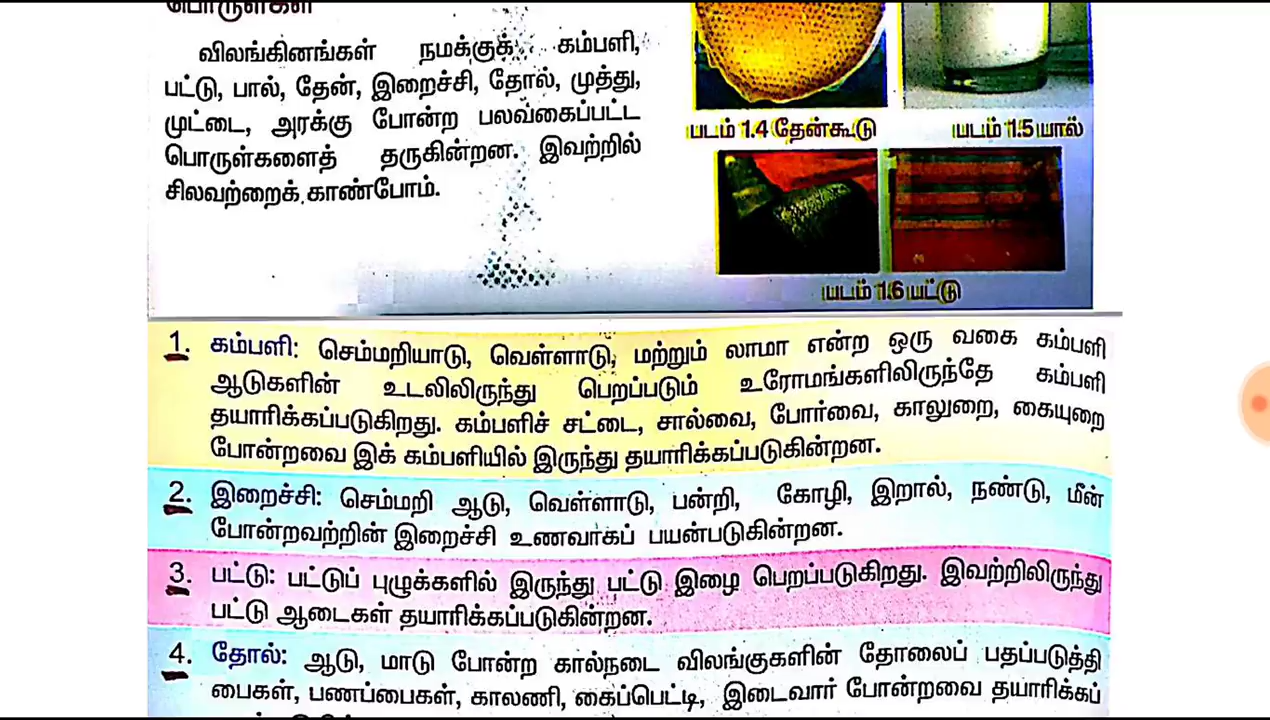 பொருள்கள்
விலங்கினங்கள் நமக்குக் கம்பளி,
பட்டு, பால், தேன், இறைச்சி, தோல், முத்து,
முட்டை, அரக்கு போன்ற பலவகைப்பட்ட
பொருள்களைத் தருகின்றன. இவற்றில்
சிலவற்றைக் காண்போம்.
படம் 1.4 தேன்கூடு
படம் 1.5 பால்
படம் 1.6 பட்டு
1. கம்பளி: செம்மறியாடு, வெள்ளாடு, மற்றும் லாமா என்ற ஒரு வகை கம்பளி
ஆடுகளின் உடலிலிருந்து பெறப்படும் உரோமங்களிலிருந்தே கம்பளி
தயாரிக்கப்படுகிறது. கம்பளிச் சட்டை, சால்வை, போர்வை, காலுறை, கையுறை
போன்றவை இக் கம்பளியில் இருந்து தயாரிக்கப்படுகின்றன.
2. இறைச்சி: செம்மறி ஆடு, வெள்ளாடு, பன்றி, கோழி, இறால், நண்டு, மீன்
போன்றவற்றின் இறைச்சி உணவாகப் பயன்படுகின்றன.
3. பட்டு: பட்டுப் புழுக்களில் இருந்து பட்டு இழை பெறப்படுகிறது. இவற்றிலிருந்து
பட்டு ஆடைகள் தயாரிக்கப்படுகின்றன.
4. தோல்: ஆடு, மாடு போன்ற கால்நடை விலங்குகளின் தோலைப் பதப்படுத்தி
பைகள், பணப்பைகள், காலணி, கைப்பெட்டி, இடைவார் போன்றவை தயாரிக்கப்